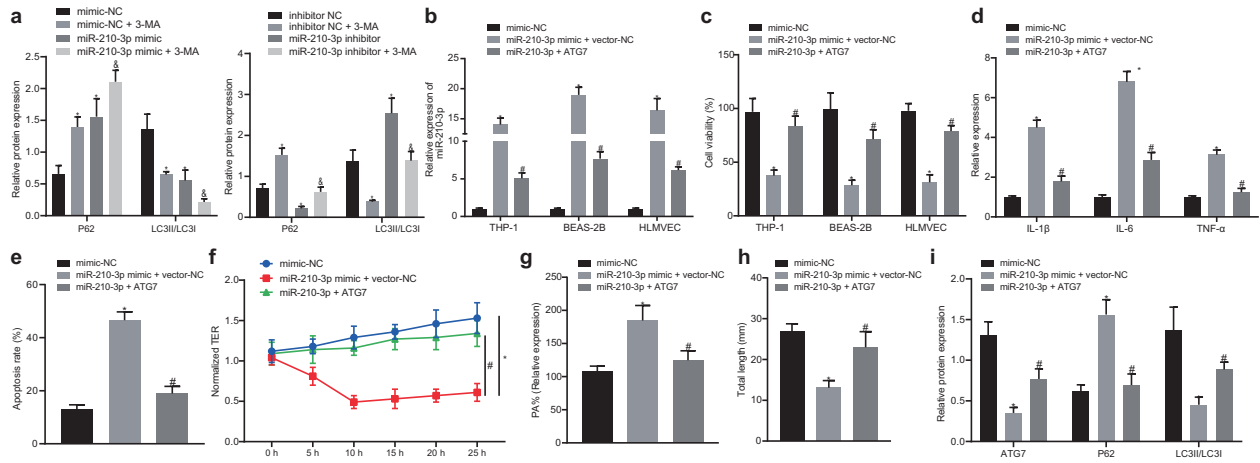 a
mimic-NC
mimic-NC + 3-MA
miR-210-3p mimic
miR-210-3p mimic + 3-MA
Relative protein expression
2.5
2.0
1.5
1.0
0.5
0.0
&
*
*
*
*
&
P62
LC3II/LC3I
inhibitor NC
inhibitor NC + 3-MA
miR-210-3p inhibitor
miR-210-3p inhibitor + 3-MA
Relative protein expression
4
3
2
1
0
*
*
&
*
*
&
P62
LC3II/LC3I
b
mimic-NC
miR-210-3p mimic + vector-NC
miR-210-3p + ATG7
Relative expression of
miR-210-3p
25
20
15
10
10
5
0
*
#
*
#
*
#
THP-1
BEAS-2B
HLMVEC
c
mimic-NC
miR-210-3p mimic + vector-NC
miR-210-3p + ATG7
Cell viability (%)
150
100
50
0
*
#
*
#
*
#
THP-1
BEAS-2B
HLMVEC
d
mimic-NC
miR-210-3p mimic + vector-NC
miR-210-3p + ATG7
Relative expression
8
6
4
2
0
*
#
*
#
*
#
IL-1β
IL-6
TNF-α
e
mimic-NC
miR-210-3p mimic + vector-NC
miR-210-3p + ATG7
Apoptosis rate (%)
60
40
20
0
*
#
f
mimic-NC
miR-210-3p mimic + vector-NC
miR-210-3p + ATG7
Normalized TER
2.0
1.5
1.0
0.5
0.0
#
*
0 h
5 h
10 h
15 h
20 h
25 h
g
mimic-NC
miR-210-3p mimic + vector-NC
miR-210-3p + ATG7
PA% (Relative expression)
250
200
150
100
50
0
*
#
h
mimic-NC
miR-210-3p mimic + vector-NC
miR-210-3p + ATG7
Total length (mm)
40
30
20
10
0
*
#
i
mimic-NC
miR-210-3p mimic + vector-NC
miR-210-3p + ATG7
Relative protein expression
2.0
1.5
1.0
0.5
0.0
*
#
*
#
#
ATG7
P62
LC3II/LC3I